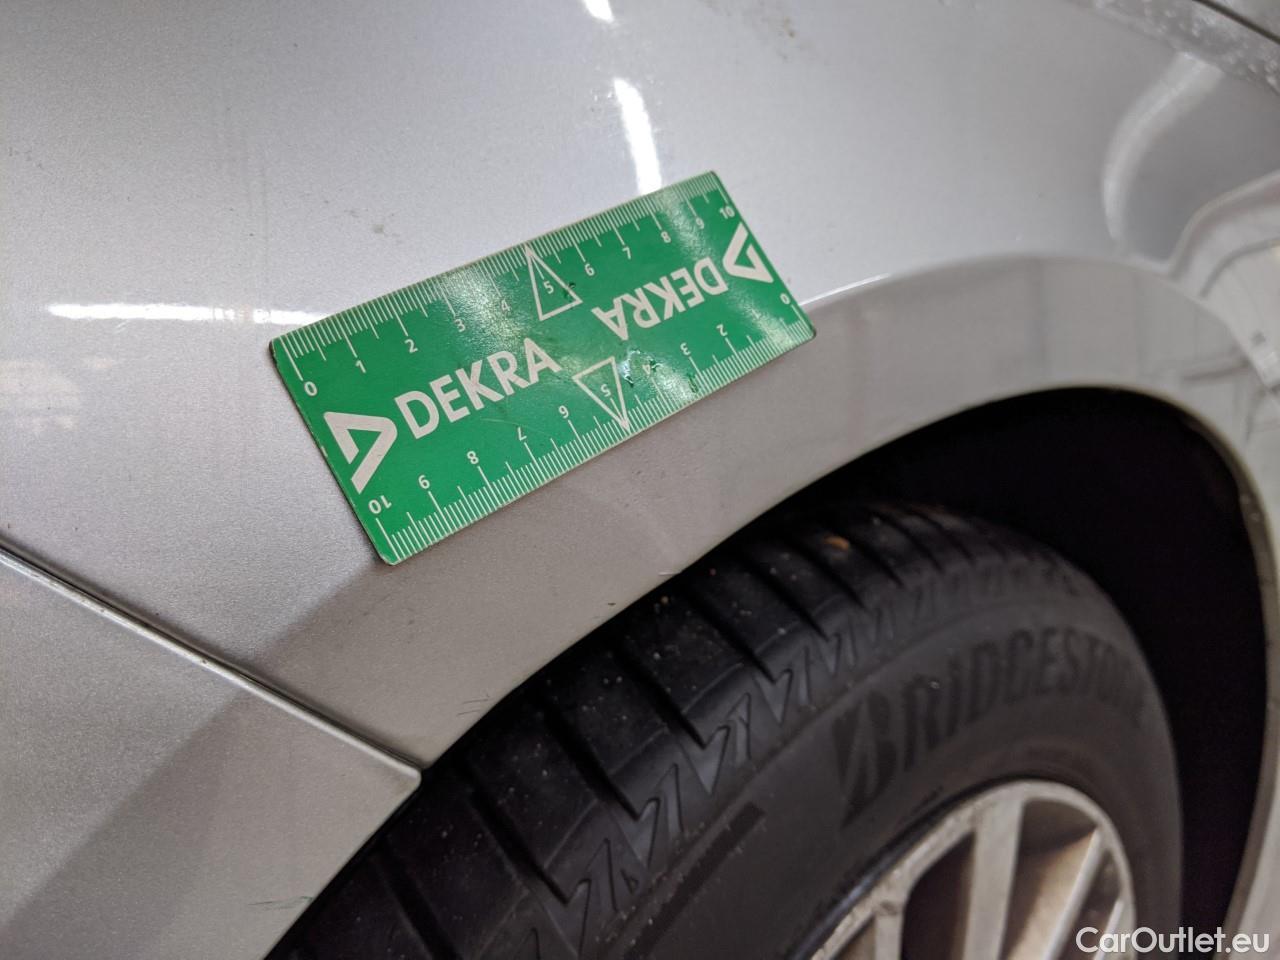 0 1 2 3 4 5 6 7 8 9 10
DEKRA
DEKRA
0 1 2 3 4 5 6 7 8 9 10
BRIDGESTONE
CarOutlet.eu